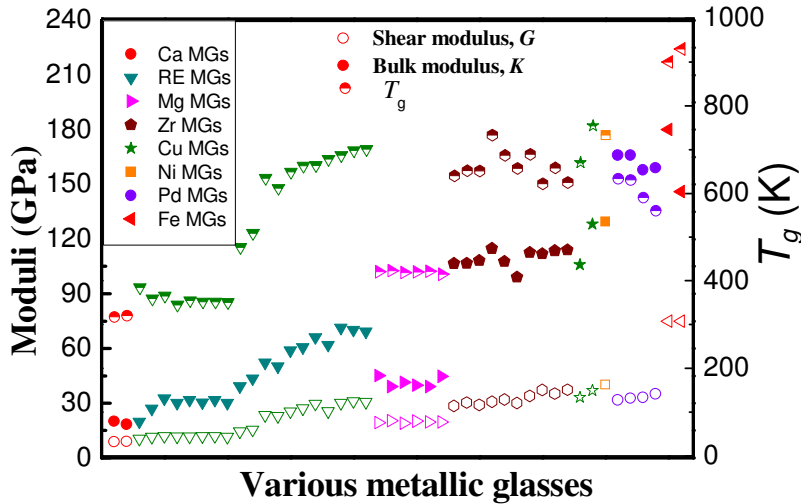 240
210
180
150
120
90
60
30
0
Moduli (GPa)
Ca MGs
RE MGs
Mg MGs
Zr MGs
Cu MGs
Ni MGs
Pd MGs
Fe MGs
Shear modulus, G
Bulk modulus, K
Tg
1000
800
600
400
200
0
Tg (K)
Various metallic glasses